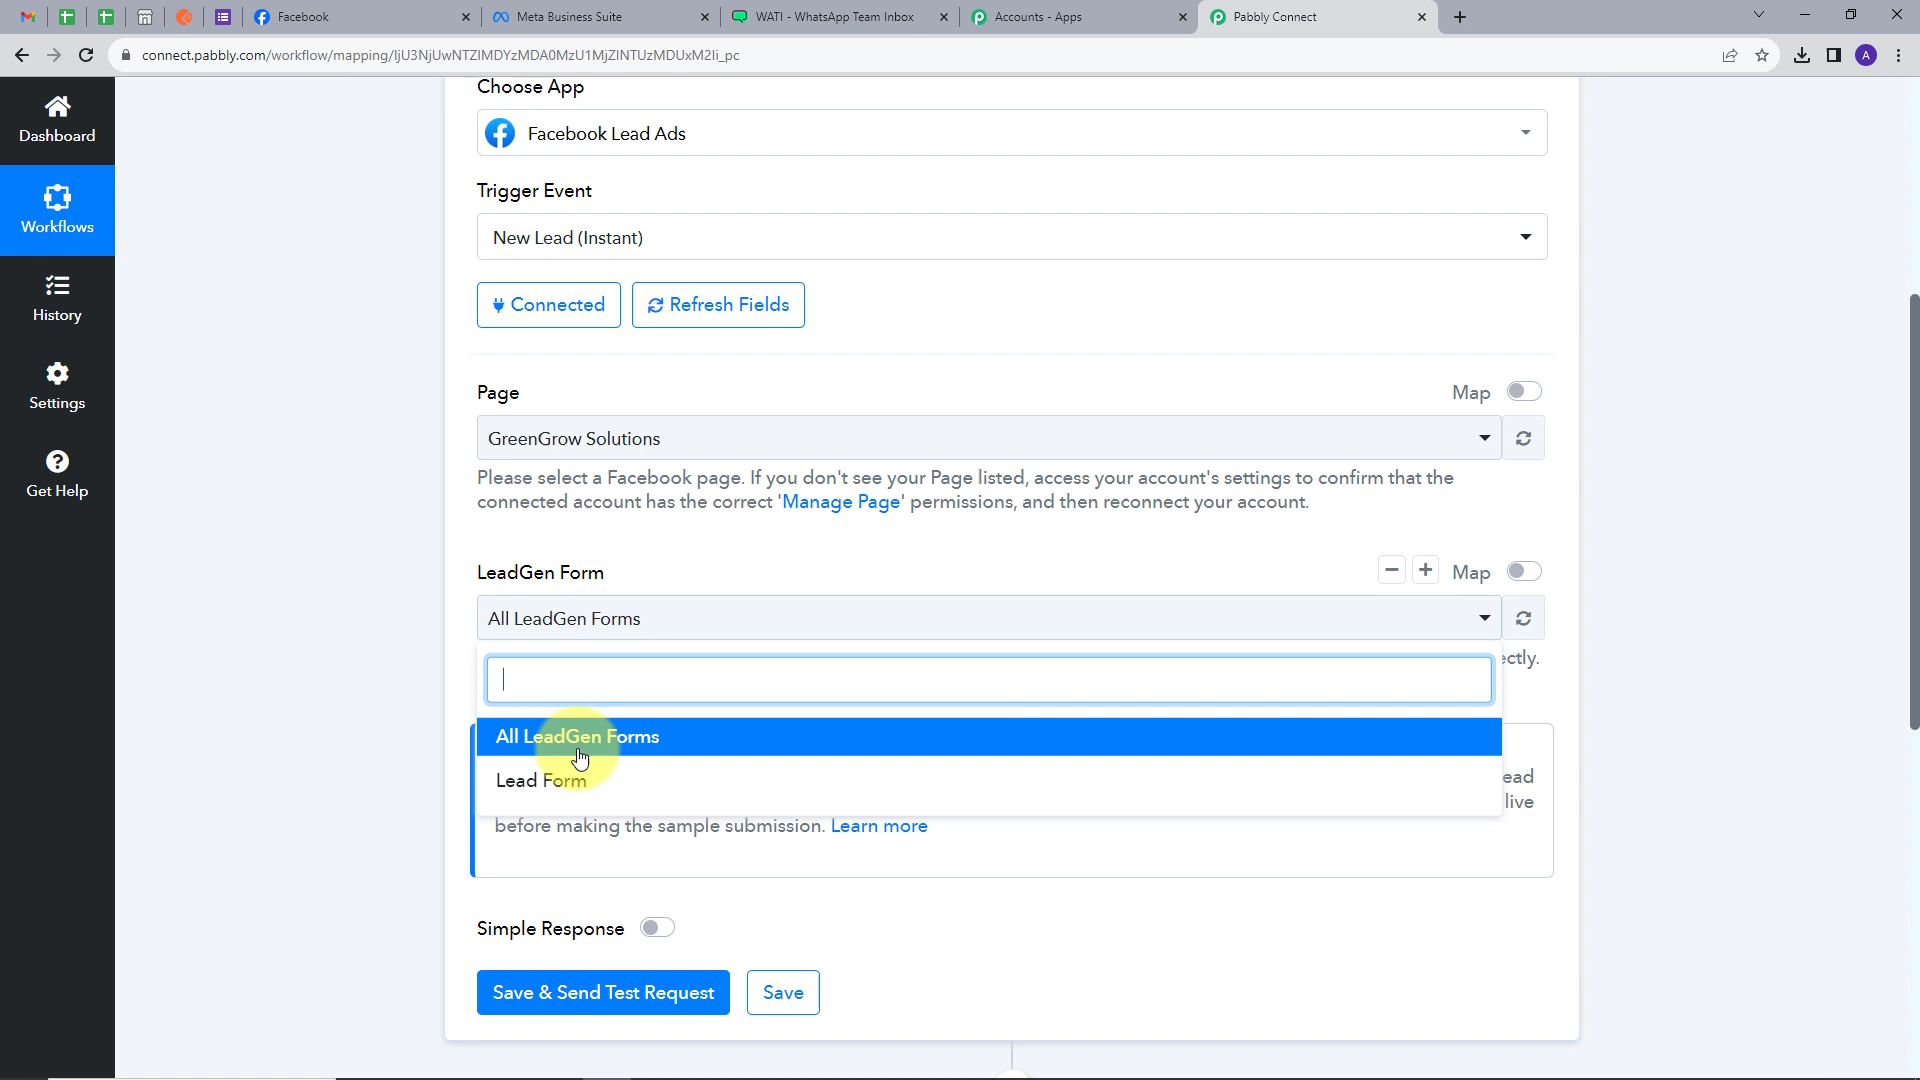 Facebook
Meta Business Suite
WATI - WhatsApp Team Inbox
Accounts - Apps
Pabbly Connect
connect.pabbly.com/workflow/mapping/IjU3NjUwNTZlMDYzMDA0MzU1MjZlNTUzMDUxM2Ii_pc
A
Dashboard
Workflows
History
Settings
Get Help
Choose App
Facebook Lead Ads
Trigger Event
New Lead (Instant)
Connected
Refresh Fields
Page
Map
GreenGrow Solutions
Please select a Facebook page. If you don't see your Page listed, access your account's settings to confirm that the
connected account has the correct 'Manage Page' permissions, and then reconnect your account.
LeadGen Form
Map
All LeadGen Forms
ectly.
All LeadGen Forms
Lead Form
ead
live
before making the sample submission. Learn more
Simple Response
Save & Send Test Request
Save